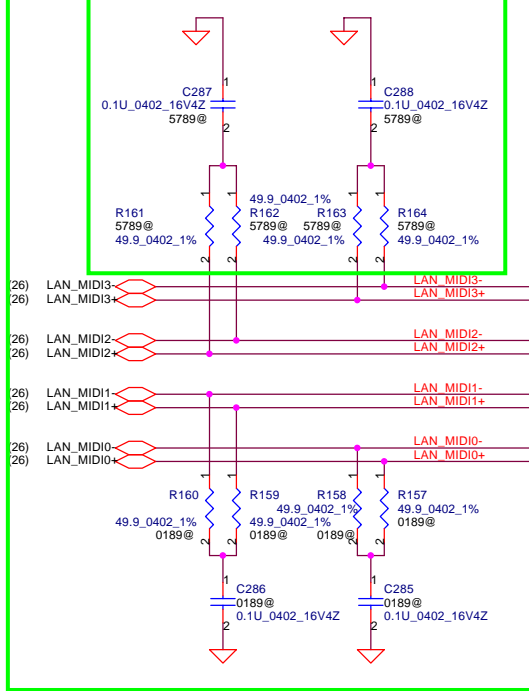 1
1
C287
C288
0.1U_0402_16V4Z
0.1U_0402_16V4Z
5789@
5789@
2
2
1
1
49.9_0402_1%
1
1
R161
R162
R163
R164
5789@
5789@
5789@
5789@
49.9_0402_1%
49.9_0402_1%
49.9_0402_1%
2
2
2
2
26) LAN_MIDI3- LAN_MIDI3-
26) LAN_MIDI3+ LAN_MIDI3+
26) LAN_MIDI2- LAN_MIDI2-
26) LAN_MIDI2+ LAN_MIDI2+
26) LAN_MIDI1- LAN_MIDI1-
26) LAN_MIDI1+ LAN_MIDI1+
26) LAN_MIDI0- LAN_MIDI0-
26) LAN_MIDI0+ LAN_MIDI0+
1
1
1
1
R160
R159
R158
R157
49.9_0402_1%
49.9_0402_1%
49.9_0402_1%
49.9_0402_1%
0189@
0189@
0189@
0189@
2
2
2
2
1
1
C286
C285
0189@
0189@
0.1U_0402_16V4Z
0.1U_0402_16V4Z
2
2